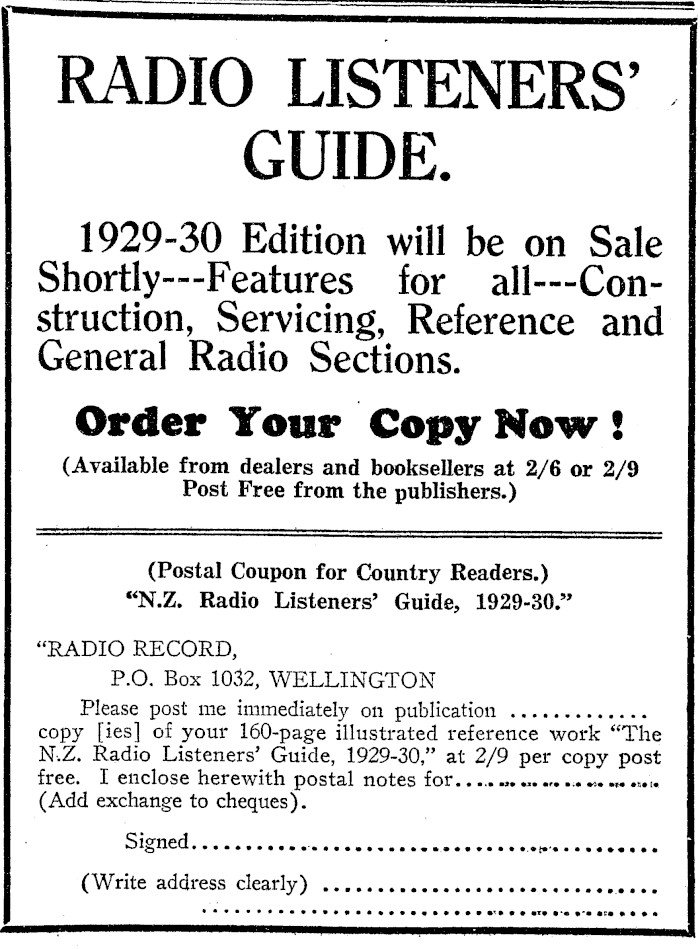 RADIO LISTENERS'
GUIDE.
1929-30 Edition will be on Sale
Shortly---Features for all---Con-
struction, Servicing, Reference and
General Radio Sections.
Order Your Copy Now !
(Available from dealers and booksellers at 2/6 or 2/9
Post Free from the publishers.)
(Postal Coupon for Country Readers.)
"N.Z. Radio Listeners' Guide, 1929-30."
"RADIO RECORD,
P.O. Box 1032, WELLINGTON
Please post me immediately on publication .............
copy [ies] of your 160-page illustrated reference work "The
N.Z. Radio Listeners' Guide, 1929-30," at 2/9 per copy post
free. I enclose herewith postal notes for......................
(Add exchange to cheques).
Signed............................................
(Write address clearly) ................................
............................................